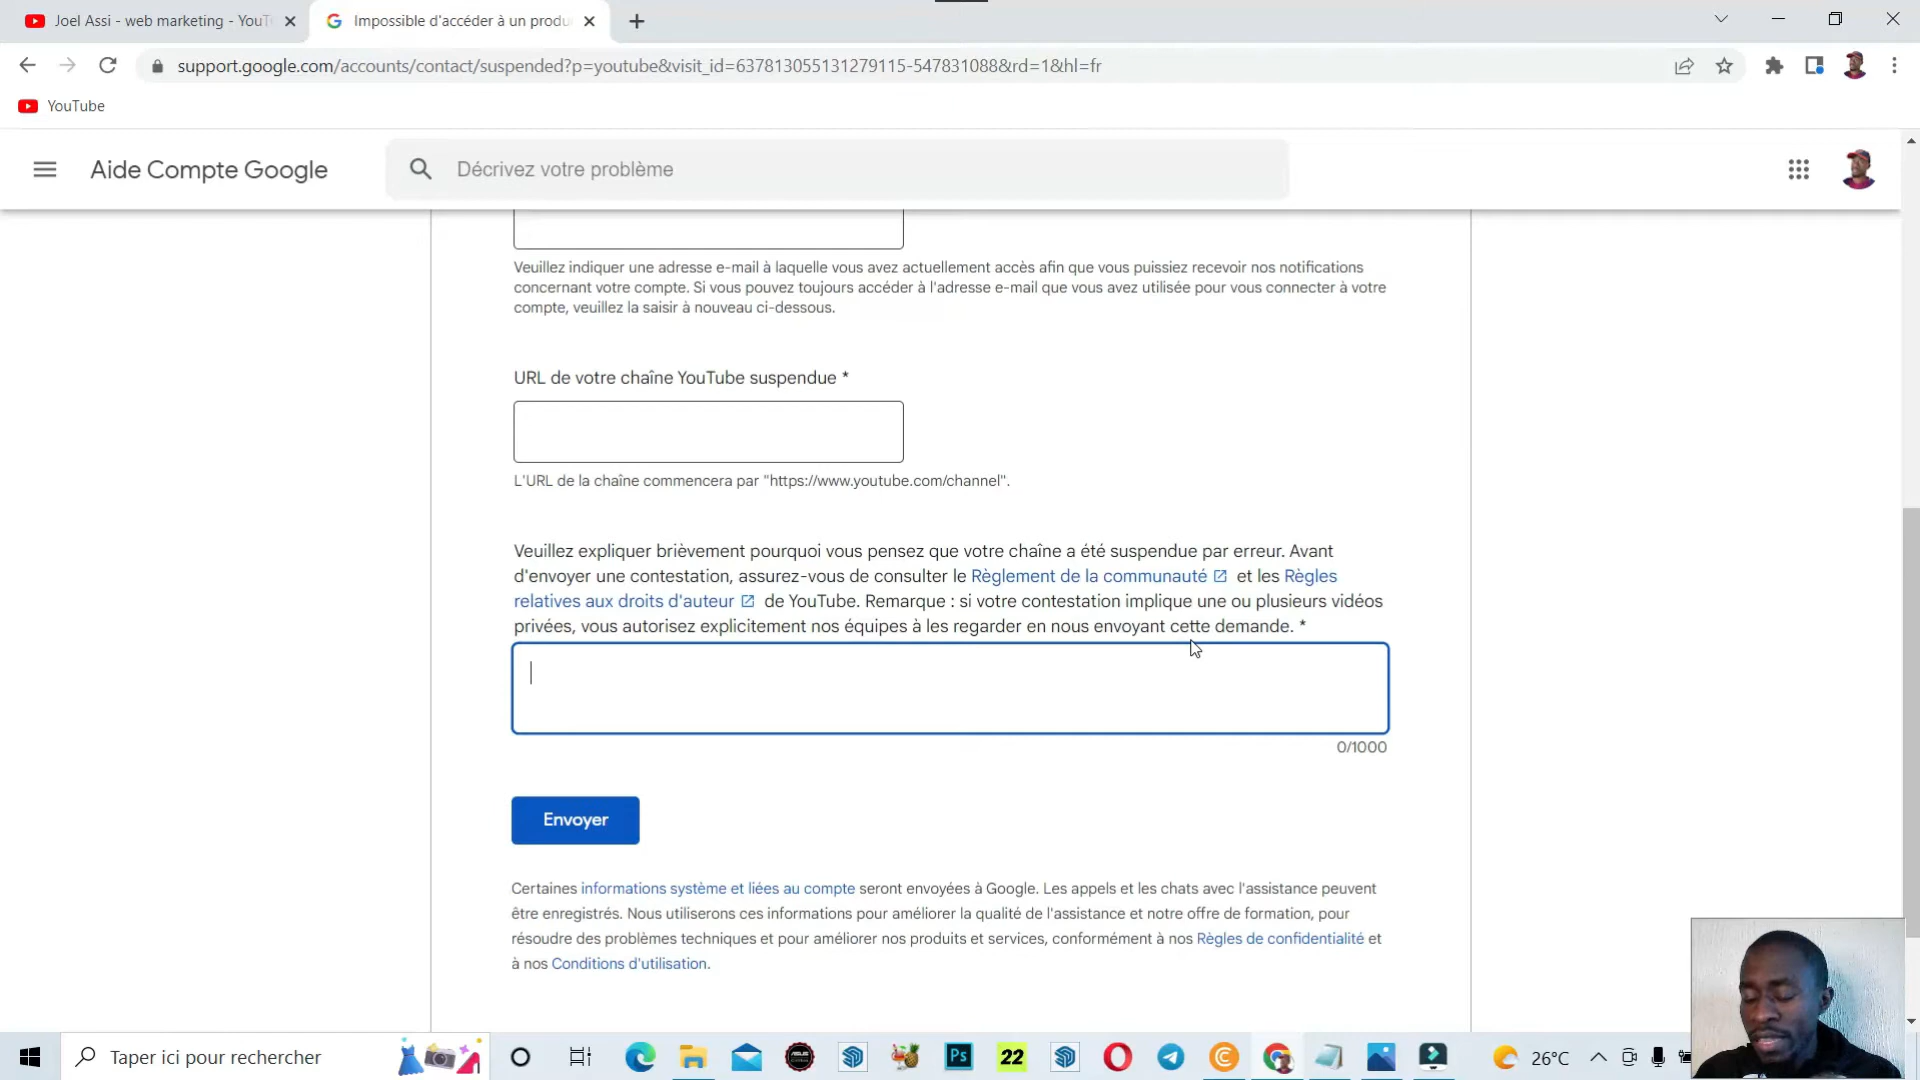 Joel Assi - web marketing - YouT
Impossible d'accéder à un produ
support.google.com/accounts/contact/suspended?p=youtube&visit_id=637813055131279115-547831088&rd=1&hl=fr
YouTube
Aide Compte Google
Décrivez votre problème
Veuillez indiquer une adresse e-mail à laquelle vous avez actuellement accès afin que vous puissiez recevoir nos notifications
concernant votre compte. Si vous pouvez toujours accéder à l'adresse e-mail que vous avez utilisée pour vous connecter à votre
compte, veuillez la saisir à nouveau ci-dessous.
URL de votre chaîne YouTube suspendue *
L'URL de la chaîne commencera par "https://www.youtube.com/channel".
Veuillez expliquer brièvement pourquoi vous pensez que votre chaîne a été suspendue par erreur. Avant
d'envoyer une contestation, assurez-vous de consulter le Règlement de la communauté et les Règles
relatives aux droits d'auteur de YouTube. Remarque : si votre contestation implique une ou plusieurs vidéos
privées, vous autorisez explicitement nos équipes à les regarder en nous envoyant cette demande. *
0/1000
Envoyer
Certaines informations système et liées au compte seront envoyées à Google. Les appels et les chats avec l'assistance peuvent
être enregistrés. Nous utiliserons ces informations pour améliorer la qualité de l'assistance et notre offre de formation, pour
résoudre des problèmes techniques et pour améliorer nos produits et services, conformément à nos Règles de confidentialité et
à nos Conditions d'utilisation.
Taper ici pour rechercher
Ps
22
26°C